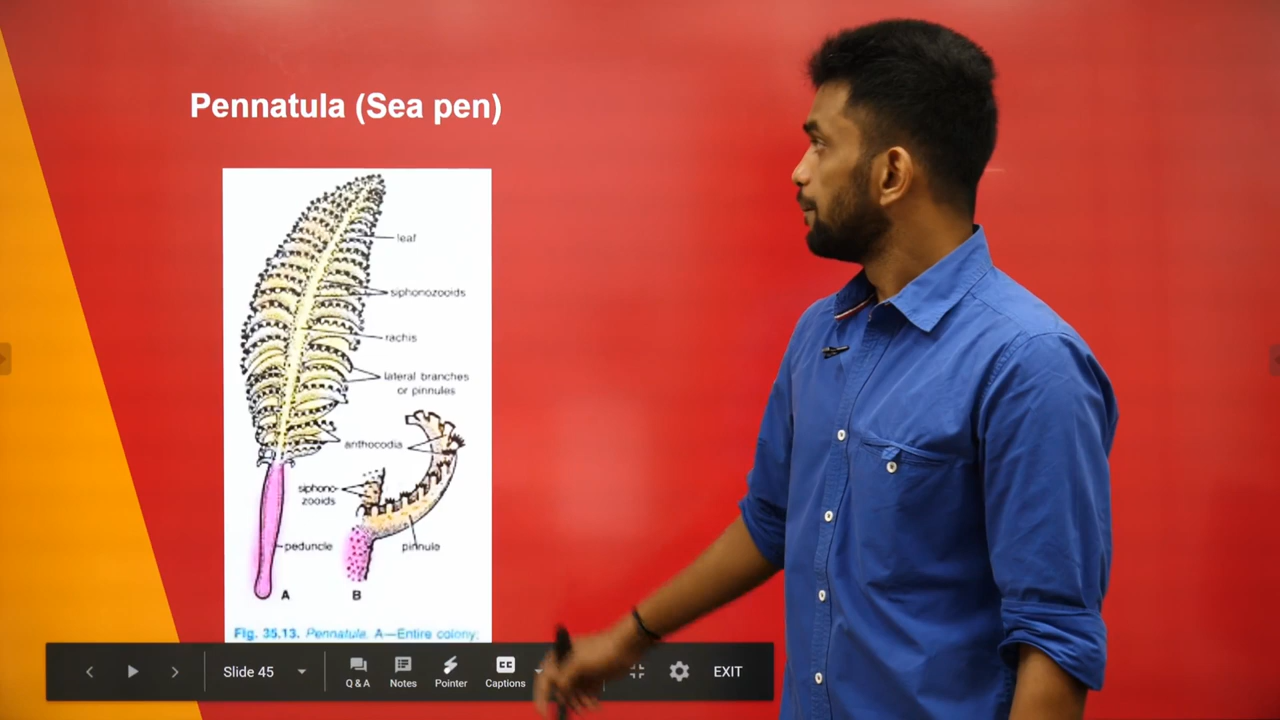 Pennatula (Sea pen)
leaf
siphonozooids
rachis
lateral branches
or pinnules
anthocodia
siphono-
zooids
peduncle
pinnule
A
B
Fig. 35.13. Pennatula. A—Entire colony;
Slide 45
Q & A
Notes
Pointer
CC
Captions
EXIT